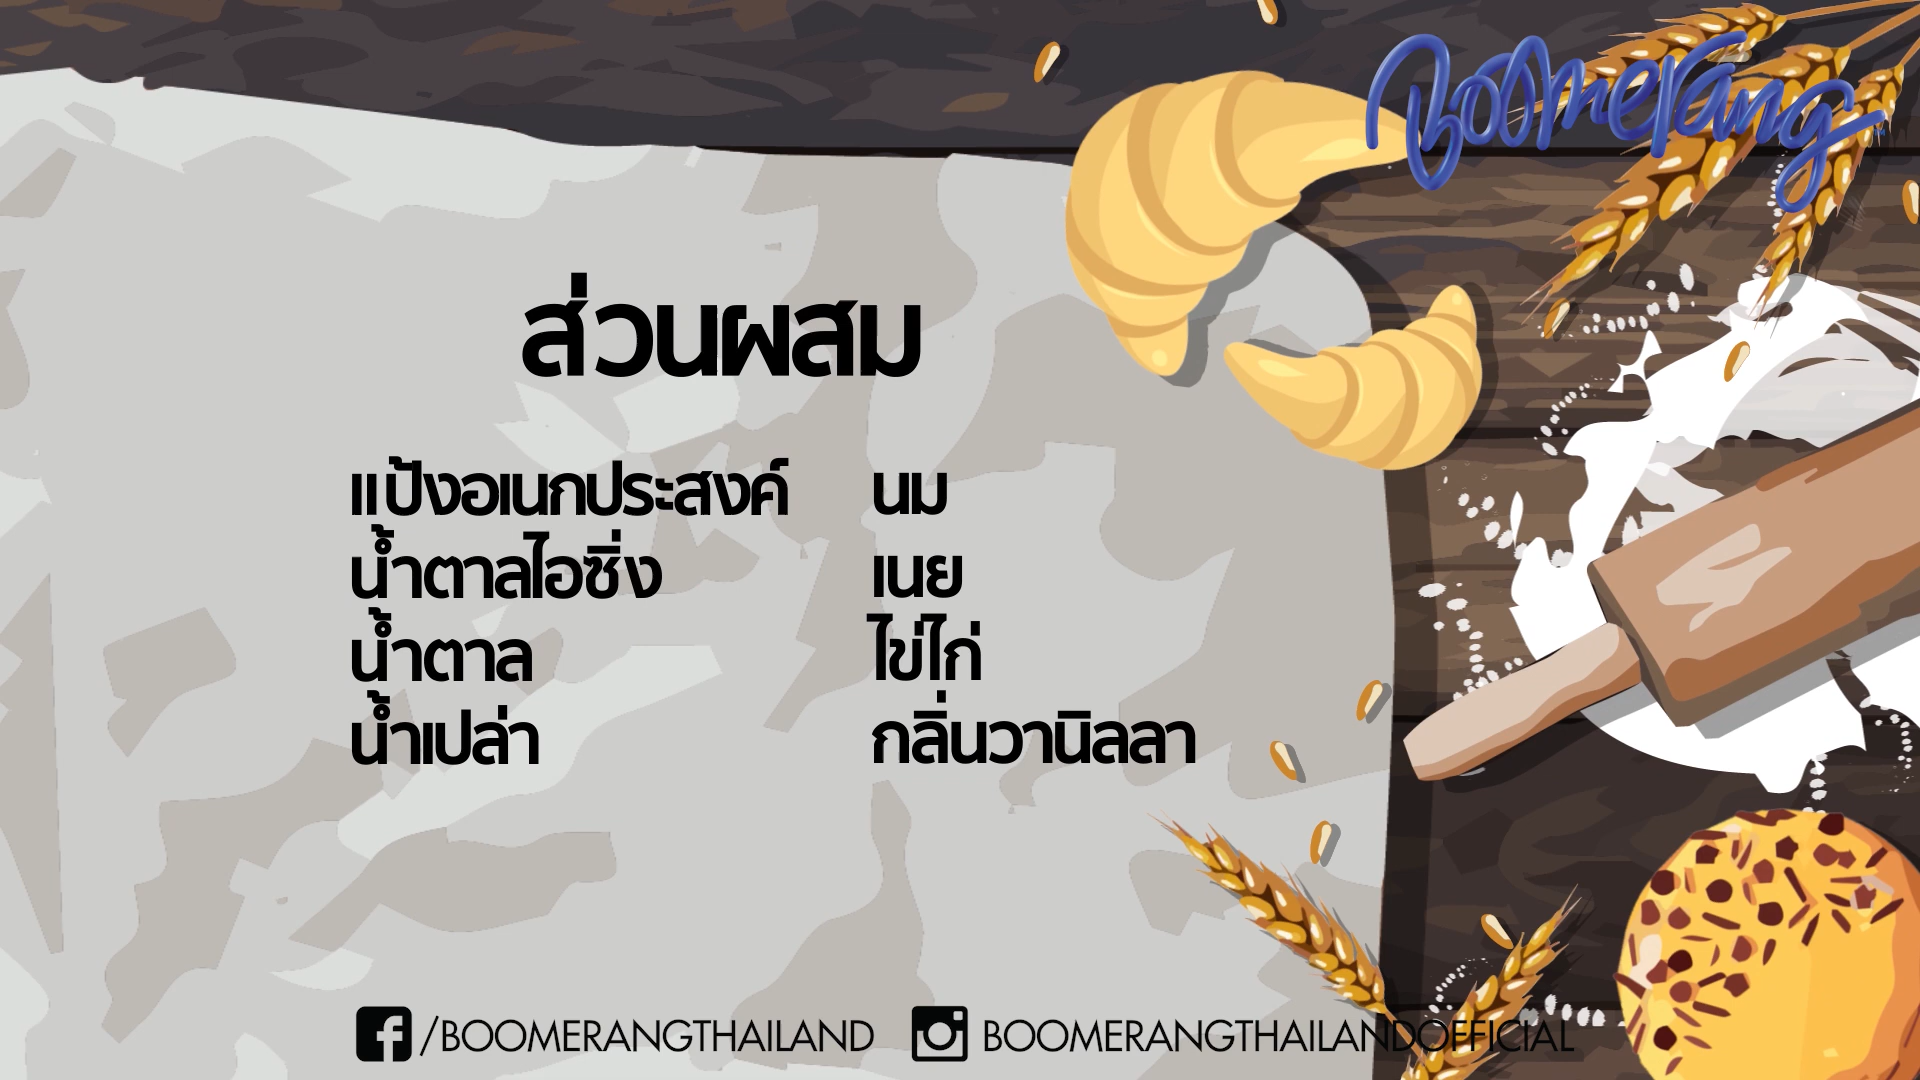 Boomerang
ส่วนผสม
แป้งอเนกประสงค์
น้ำตาลไอซิ่ง
น้ำตาล
น้ำเปล่า
นม
เนย
ไข่ไก่
กลิ่นวานิลลา
/BOOMERANGTHAILAND
BOOMERANGTHAILANDOFFICIAL